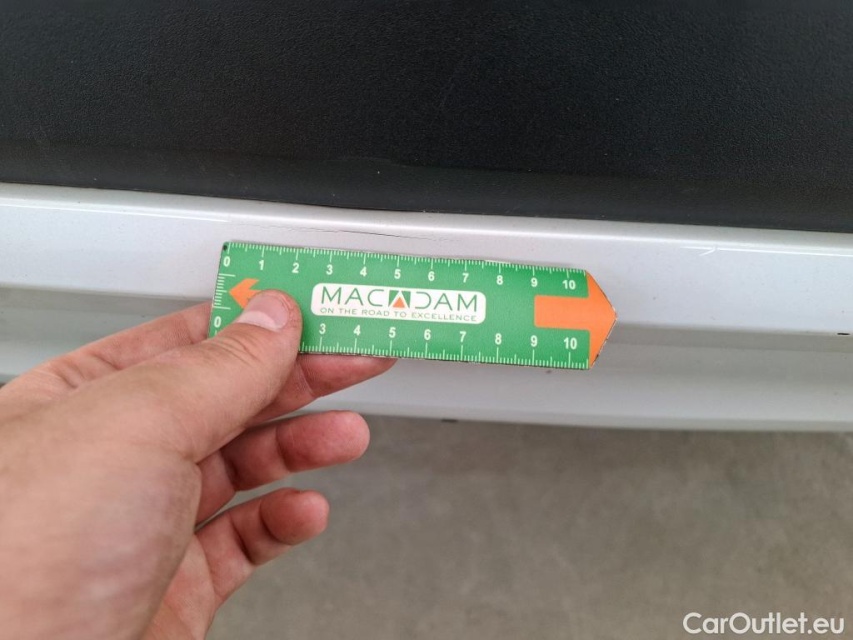 0 1 2 3 4 5 6 7 8 9 10
MACADAM
ON THE ROAD TO EXCELLENCE
0 3 4 5 6 7 8 9 10
CarOutlet.eu